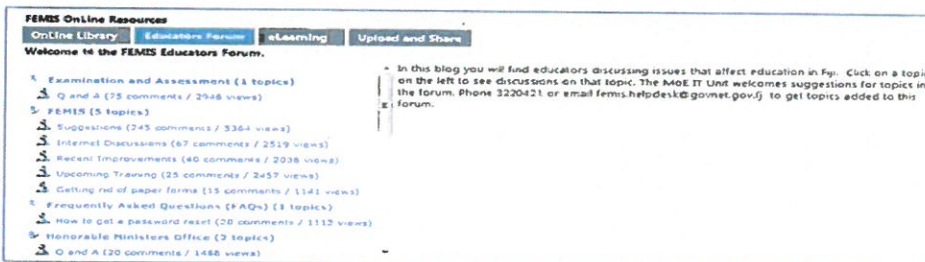 FEMIS OnLine Resources
OnLine Library Educators Forum eLearning Upload and Share
Welcome to the FEMIS Educators Forum.
Examination and Assessment (1 topics)
Q and A (75 comments / 2948 views)
FEMIS (5 topics)
Suggestions (245 comments / 5364 views)
Internet Discussions (67 comments / 2519 views)
Recent Improvements (40 comments / 2038 views)
Upcoming Training (25 comments / 2457 views)
Getting rid of paper forms (15 comments / 1141 views)
Frequently Asked Questions (FAQs) (1 topics)
How to get a password reset (20 comments / 1112 views)
Honorable Ministers Office (2 topics)
Q and A (20 comments / 1488 views)
In this blog you will find educators discussing issues that affect education in Fiji. Click on a topic
on the left to see discussions on that topic. The MoE IT Unit welcomes suggestions for topics in
the forum. Phone 3220421 or email femis.helpdesk@govnet.gov.fj to get topics added to this
forum.